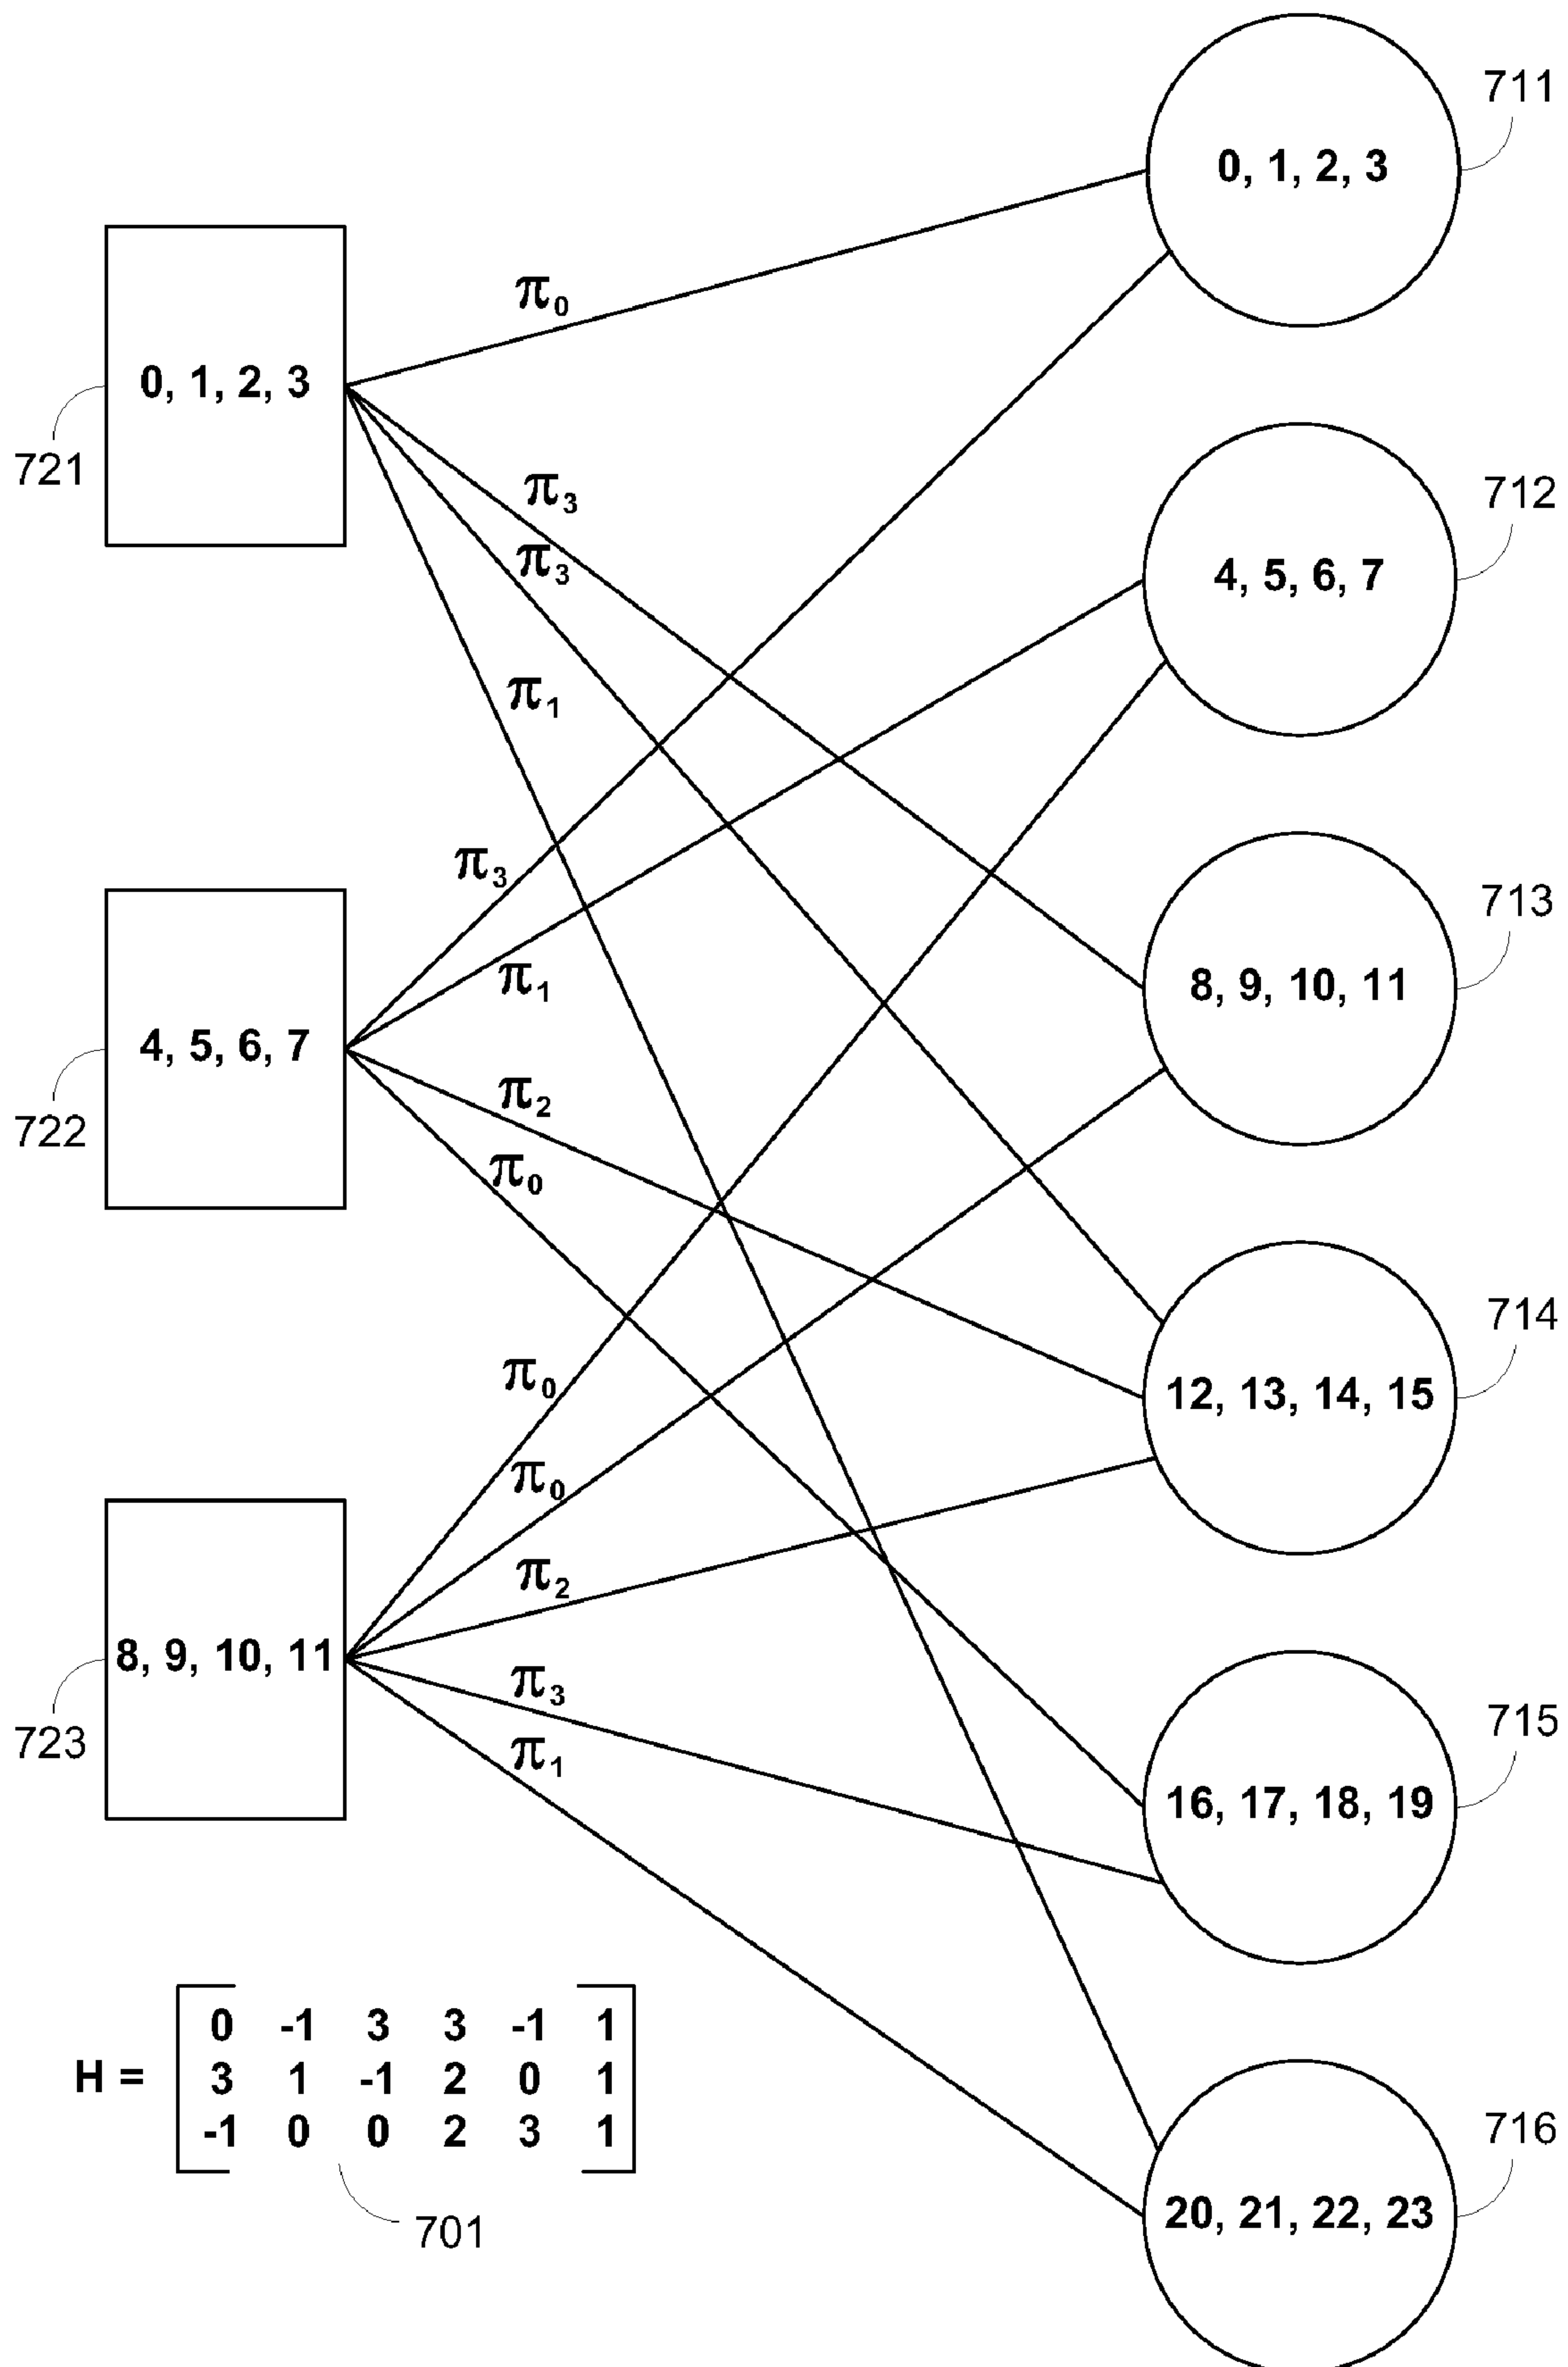 711
0, 1, 2, 3
π0
0, 1, 2, 3
721
π3
712
π3
4, 5, 6, 7
π1
π3
713
π1
8, 9, 10, 11
4, 5, 6, 7
π2
722
π0
714
π0
12, 13, 14, 15
π0
π2
8, 9, 10, 11
π3
715
723
π1
16, 17, 18, 19
H =
0 -1 3 3 -1 1
3 1 -1 2 0 1
-1 0 0 2 3 1
716
701
20, 21, 22, 23